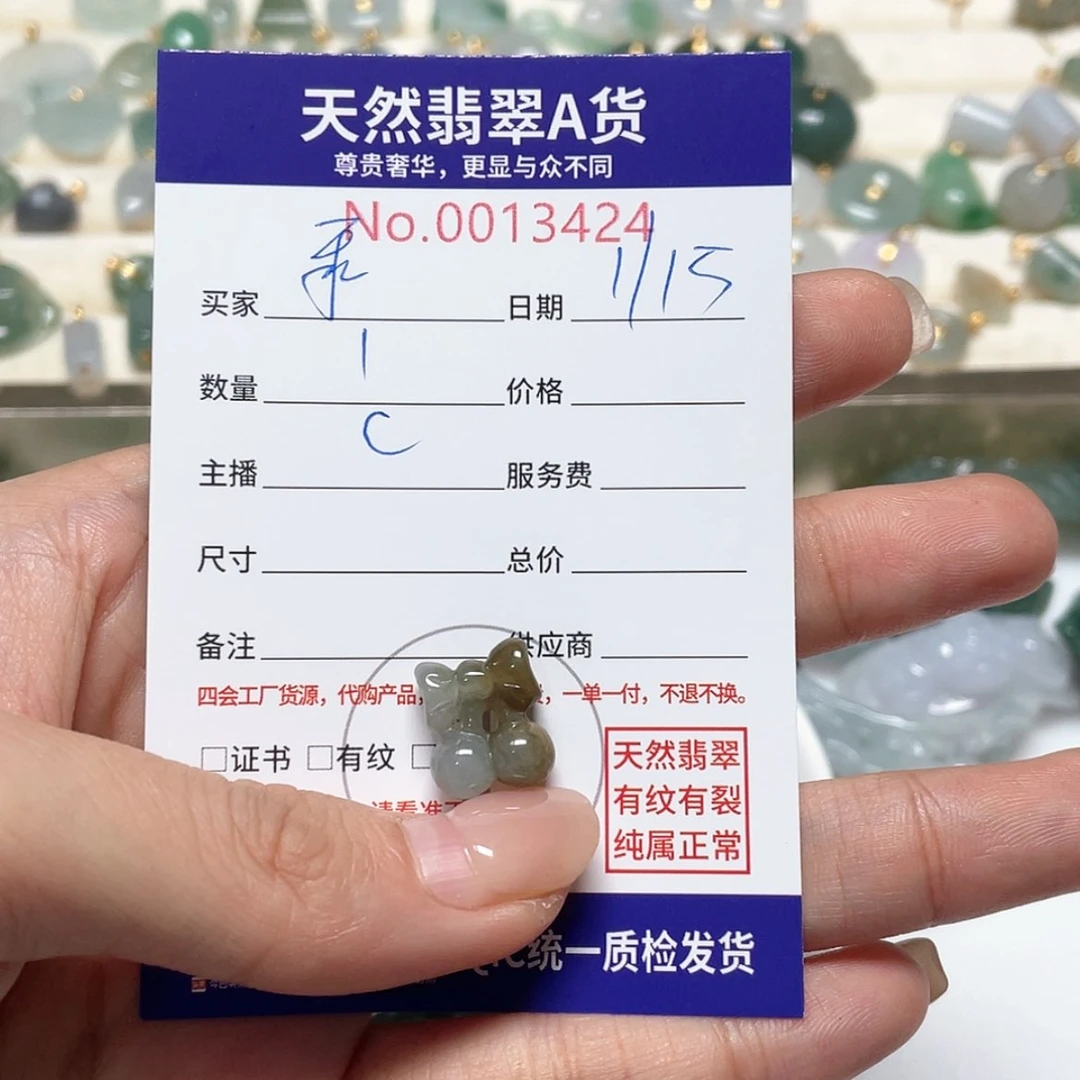 天然翡翠A货
尊贵奢华，更显与众不同
No.0013424
买家 日期 1/15
数量 1 价格
主播 C 服务费
尺寸 总价
备注 供应商
四会工厂货源，代购产品， ，一单一付，不退不换。
□证书 □有纹 □
请看准
天然翡翠
有纹有裂
纯属正常
统一质检发货